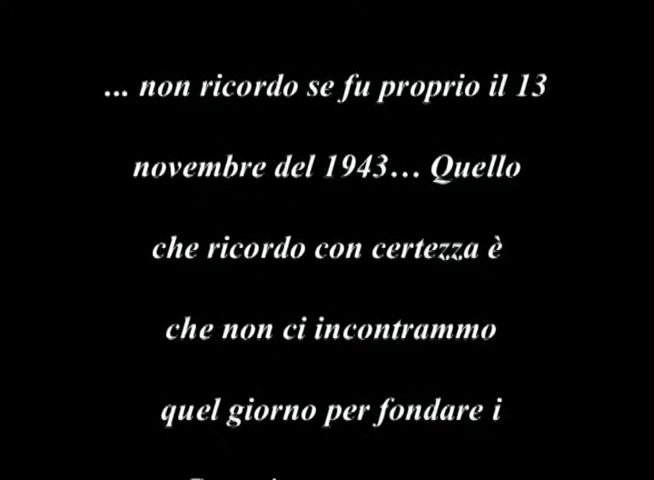 ... non ricordo se fu proprio il 13
novembre del 1943… Quello
che ricordo con certezza è
che non ci incontrammo
quel giorno per fondare i